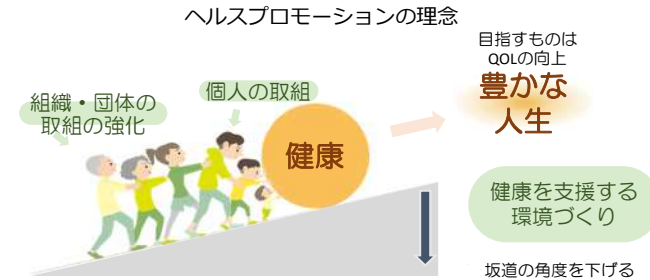 ヘルスプロモーションの理念
目指すものは
QOLの向上
豊かな
人生
組織・団体の
取組の強化
個人の取組
健康
健康を支援する
環境づくり
坂道の角度を下げる